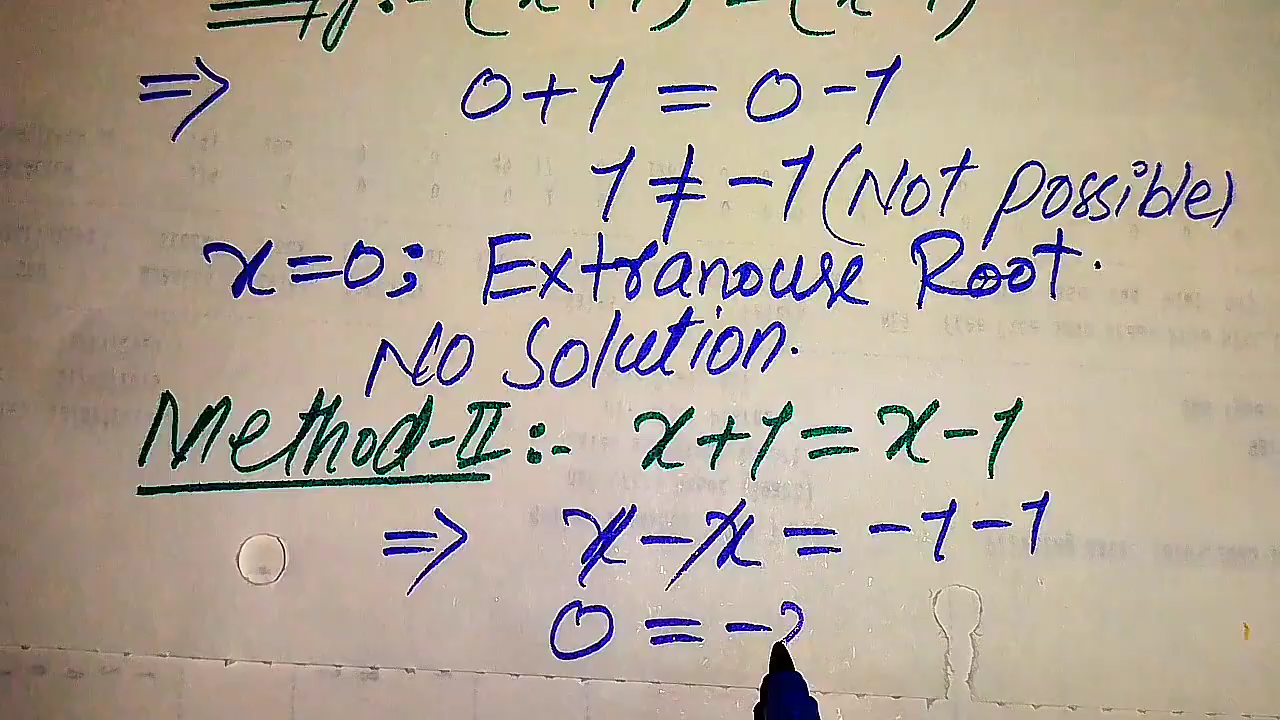 ⇒ 0+1 = 0-1
1 ≠ -1 (Not possible)
x=0; Extranouse Root.
No Solution.
Method-II:- x+1=x-1
⇒ x-x = -1-1
0 = -2